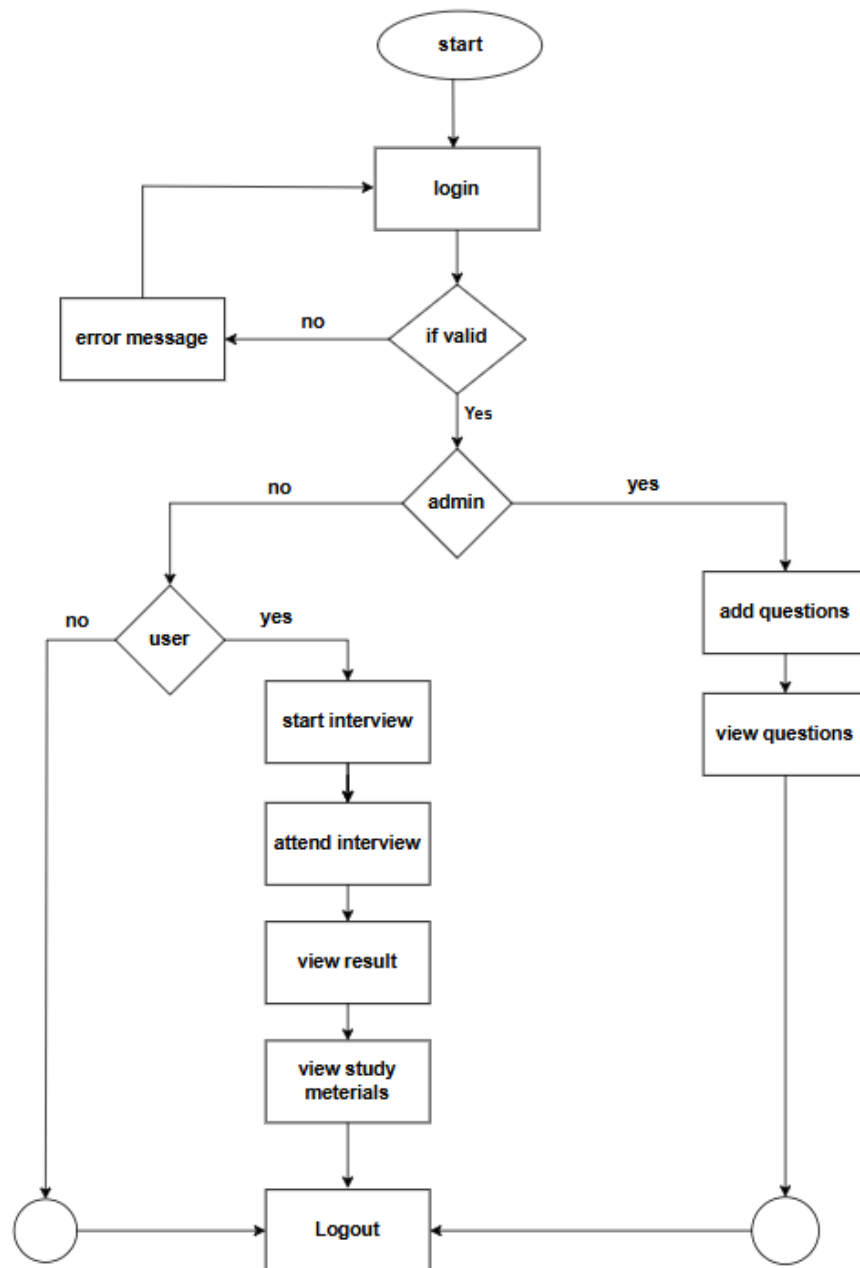 start
login
error message
no
if valid
Yes
no
admin
yes
no
user
yes
add questions
start interview
view questions
attend interview
view result
view study
meterials
Logout